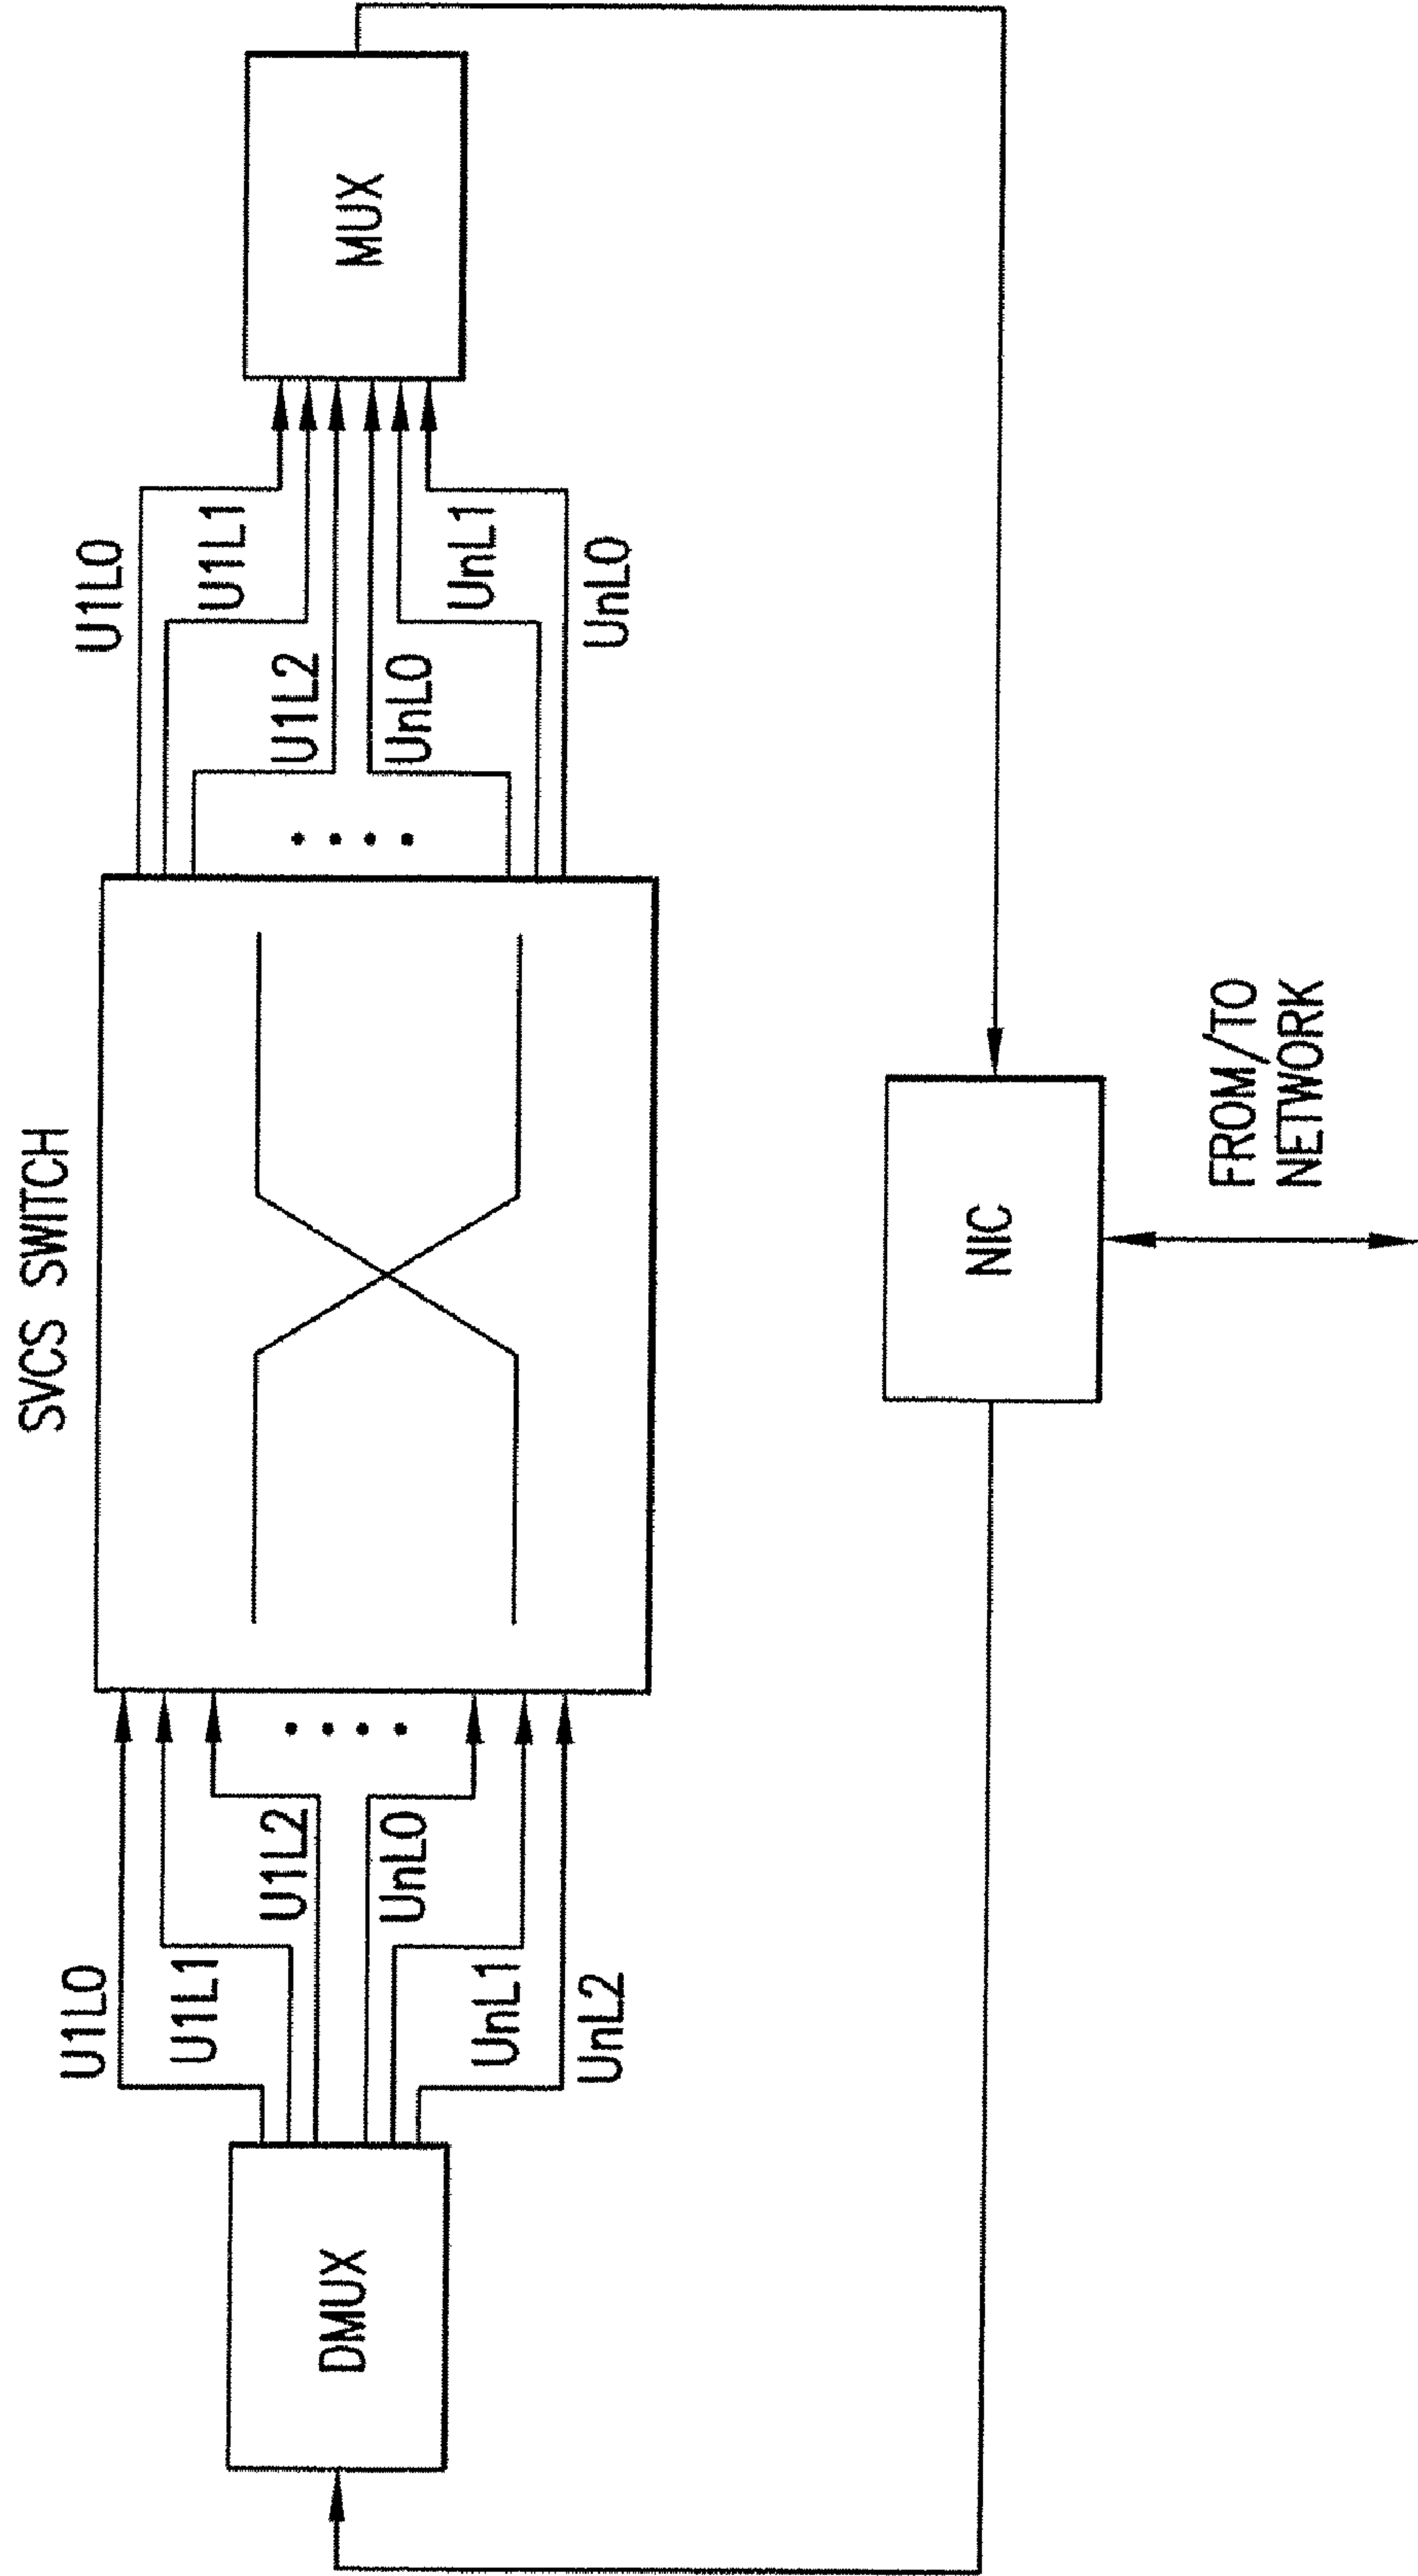 SVCS SWITCH
U1L0
U1L1
U1L2
UnL0
UnL1
UnL2
DMUX
U1L0
U1L1
U1L2
UnL0
UnL1
UnL0
MUX
NIC
FROM/TO
NETWORK